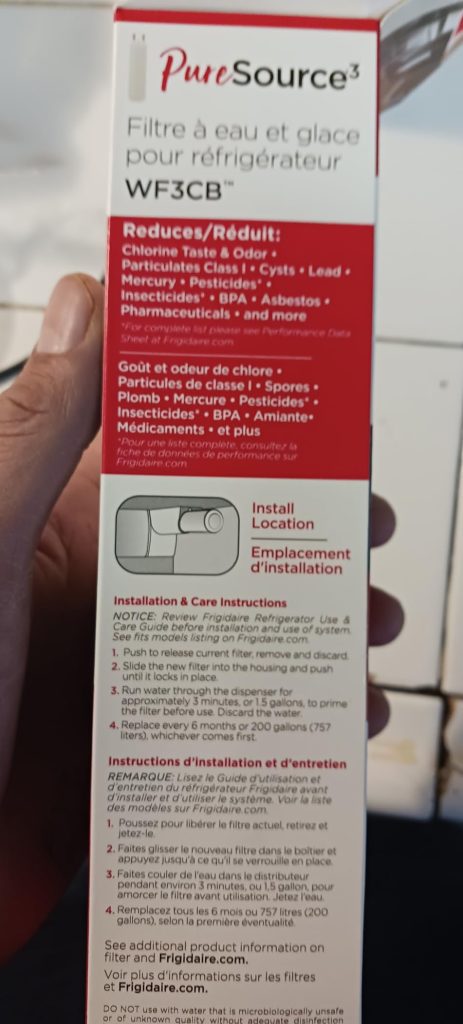 PureSource³
Filtre à eau et glace
pour réfrigérateur
WF3CB™
Reduces/Réduit:
Chlorine Taste & Odor •
Particulates Class I • Cysts • Lead •
Mercury • Pesticides* •
Insecticides* • BPA • Asbestos •
Pharmaceuticals • and more
*For complete list please see Performance Data
Sheet at Frigidaire.com
Goût et odeur de chlore •
Particules de classe I • Spores •
Plomb • Mercure • Pesticides* •
Insecticides* • BPA • Amiante•
Médicaments • et plus
*Pour une liste complète, consultez la
fiche de données de performance sur
Frigidaire.com
Install
Location
Emplacement
d'installation
Installation & Care Instructions
NOTICE: Review Frigidaire Refrigerator Use &
Care Guide before installation and use of system.
See fits models listing on Frigidaire.com.
1. Push to release current filter, remove and discard.
2. Slide the new filter into the housing and push
until it locks in place.
3. Run water through the dispenser for
approximately 3 minutes, or 1.5 gallons, to prime
the filter before use. Discard the water.
4. Replace every 6 months or 200 gallons (757
liters), whichever comes first.
Instructions d'installation et d'entretien
REMARQUE: Lisez le Guide d'utilisation et
d'entretien du réfrigérateur Frigidaire avant
d'installer et d'utiliser le système. Voir la liste
des modèles sur Frigidaire.com.
1. Poussez pour libérer le filtre actuel, retirez et
jetez-le.
2. Faites glisser le nouveau filtre dans le boîtier et
appuyez jusqu'à ce qu'il se verrouille en place.
3. Faites couler de l'eau dans le distributeur
pendant environ 3 minutes, ou 1,5 gallon, pour
amorcer le filtre avant utilisation. Jetez l'eau.
4. Remplacez tous les 6 mois ou 757 litres (200
gallons), selon la première éventualité.
See additional product information on
filter and Frigidaire.com.
Voir plus d'informations sur les filtres
et Frigidaire.com.
DO NOT use with water that is microbiologically unsafe
or of unknown quality without adequate disinfection